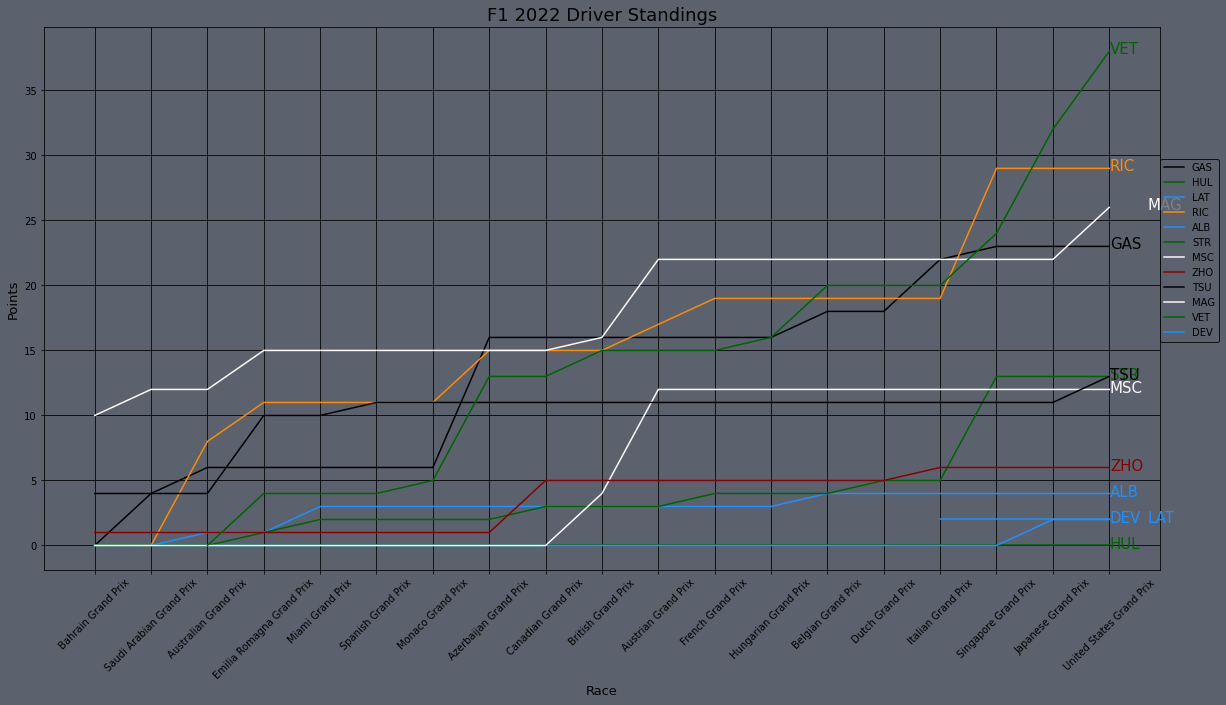 F1 2022 Driver Standings
Points
35
30
25
20
15
10
5
0
VET
RIC
MAG
GAS
TSU
STR
MSC
ZHO
ALB
DEV LAT
HUL
GAS
HUL
LAT
RIC
ALB
STR
MSC
ZHO
TSU
MAG
VET
DEV
Bahrain Grand Prix
Saudi Arabian Grand Prix
Australian Grand Prix
Emilia Romagna Grand Prix
Miami Grand Prix
Spanish Grand Prix
Monaco Grand Prix
Azerbaijan Grand Prix
Canadian Grand Prix
British Grand Prix
Austrian Grand Prix
French Grand Prix
Hungarian Grand Prix
Belgian Grand Prix
Dutch Grand Prix
Italian Grand Prix
Singapore Grand Prix
Japanese Grand Prix
United States Grand Prix
Race